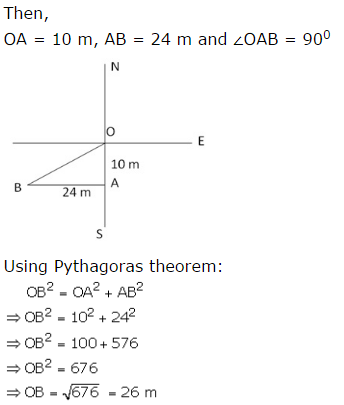 Then,
OA = 10 m, AB = 24 m and ∠OAB = 90⁰
N
O
E
10 m
B
A
24 m
S
Using Pythagoras theorem:
OB² = OA² + AB²
⇒ OB² = 10² + 24²
⇒ OB² = 100 + 576
⇒ OB² = 676
⇒ OB = √676 = 26 m